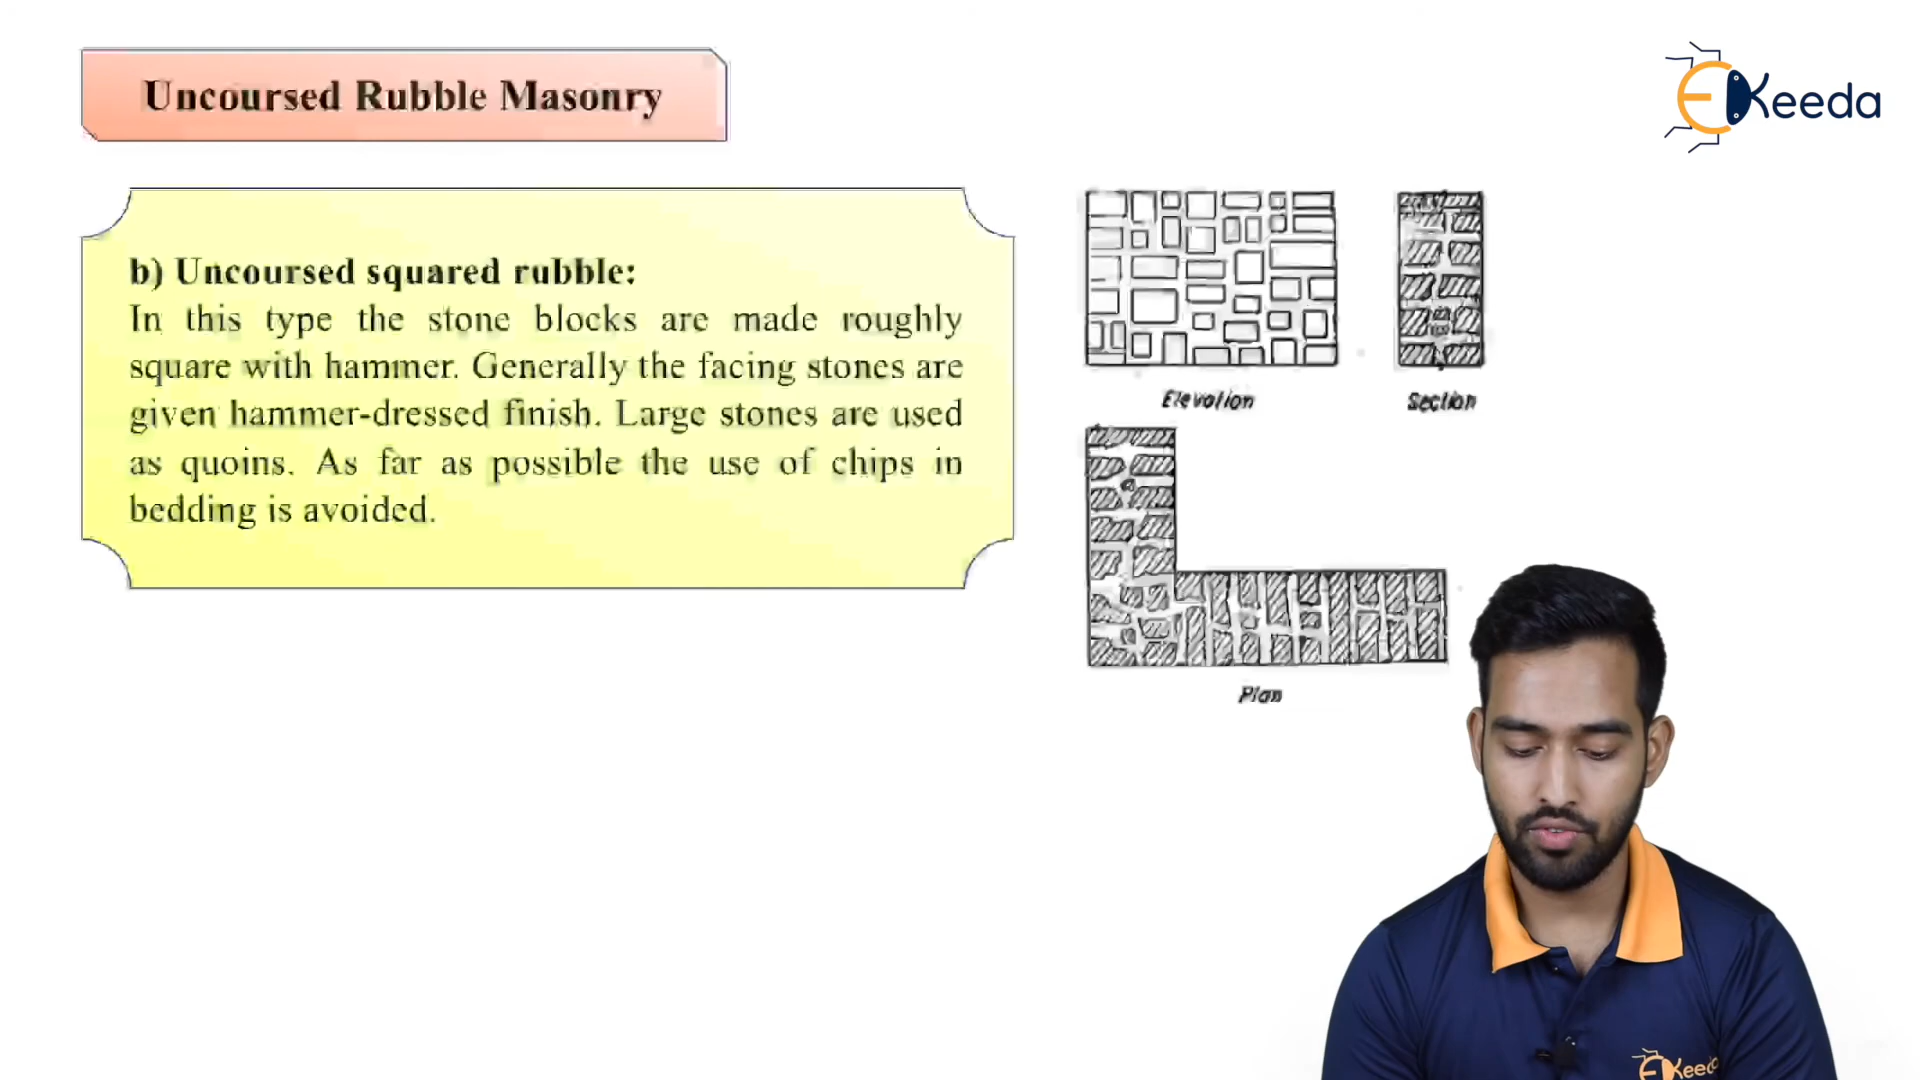 Uncoursed Rubble Masonry
EKeeda
b) Uncoursed squared rubble:
In this type the stone blocks are made roughly
square with hammer. Generally the facing stones are
given hammer-dressed finish. Large stones are used
as quoins. As far as possible the use of chips in
bedding is avoided.
Elevation
Section
Plan
EKeeda